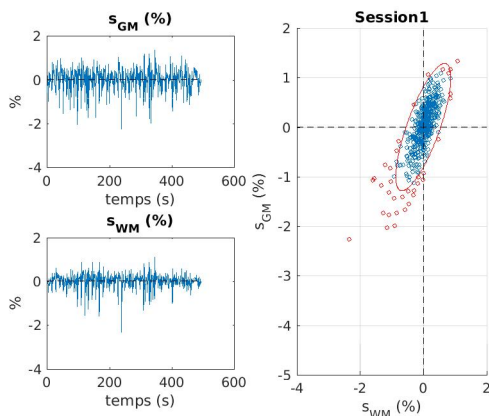 s_GM (%)
2
0
-2
-4
%
0 200 400 600
temps (s)
s_WM (%)
2
0
-2
-4
%
0 200 400 600
temps (s)
Session1
2
1
0
-1
-2
-3
-4
-5
s_GM (%)
-4 -2 0 2
s_WM (%)